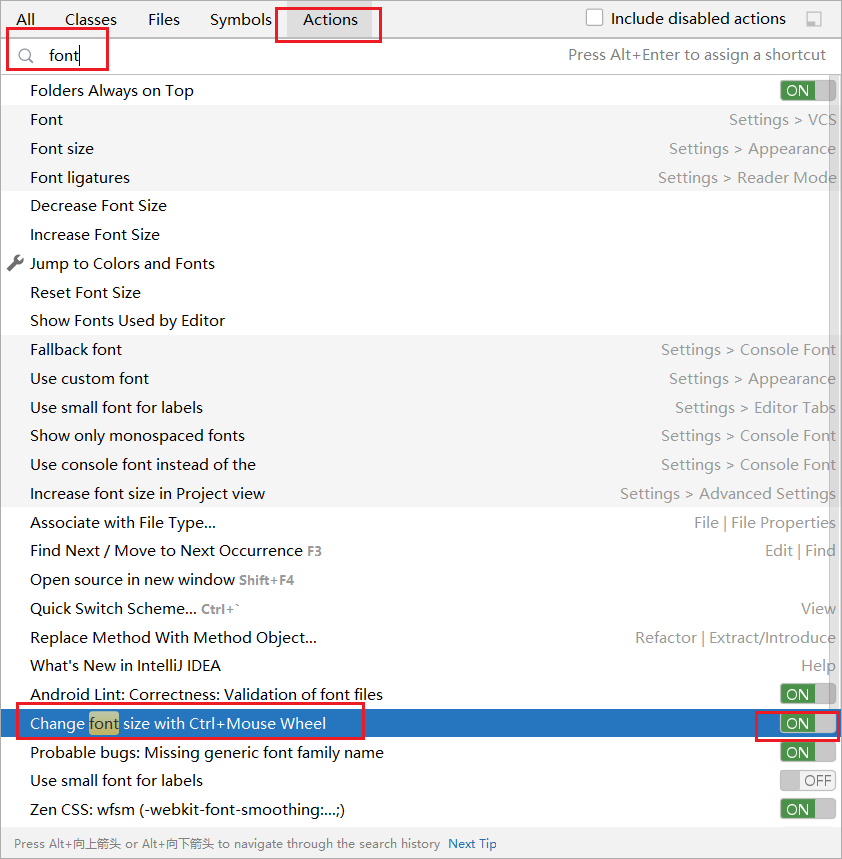 All Classes Files Symbols Actions Include disabled actions
font Press Alt+Enter to assign a shortcut
Folders Always on Top ON
Font Settings > VCS
Font size Settings > Appearance
Font ligatures Settings > Reader Mode
Decrease Font Size
Increase Font Size
Jump to Colors and Fonts
Reset Font Size
Show Fonts Used by Editor
Fallback font Settings > Console Font
Use custom font Settings > Appearance
Use small font for labels Settings > Editor Tabs
Show only monospaced fonts Settings > Console Font
Use console font instead of the Settings > Console Font
Increase font size in Project view Settings > Advanced Settings
Associate with File Type... File | File Properties
Find Next / Move to Next Occurrence F3 Edit | Find
Open source in new window Shift+F4
Quick Switch Scheme... Ctrl+` View
Replace Method With Method Object... Refactor | Extract/Introduce
What's New in IntelliJ IDEA Help
Android Lint: Correctness: Validation of font files ON
Change font size with Ctrl+Mouse Wheel ON
Probable bugs: Missing generic font family name ON
Use small font for labels OFF
Zen CSS: wfsm (-webkit-font-smoothing:...;) ON
Press Alt+向上箭头 or Alt+向下箭头 to navigate through the search history Next Tip